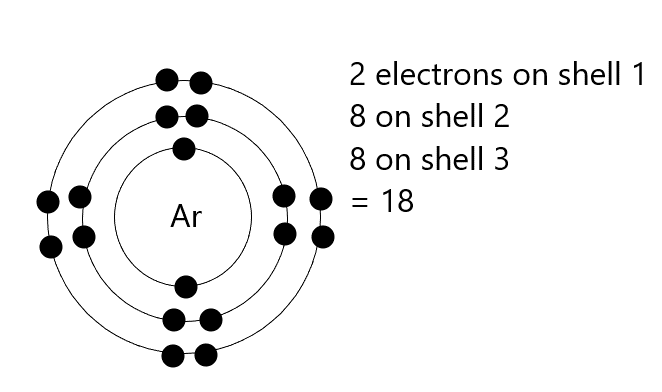 Ar
2 electrons on shell 1
8 on shell 2
8 on shell 3
= 18